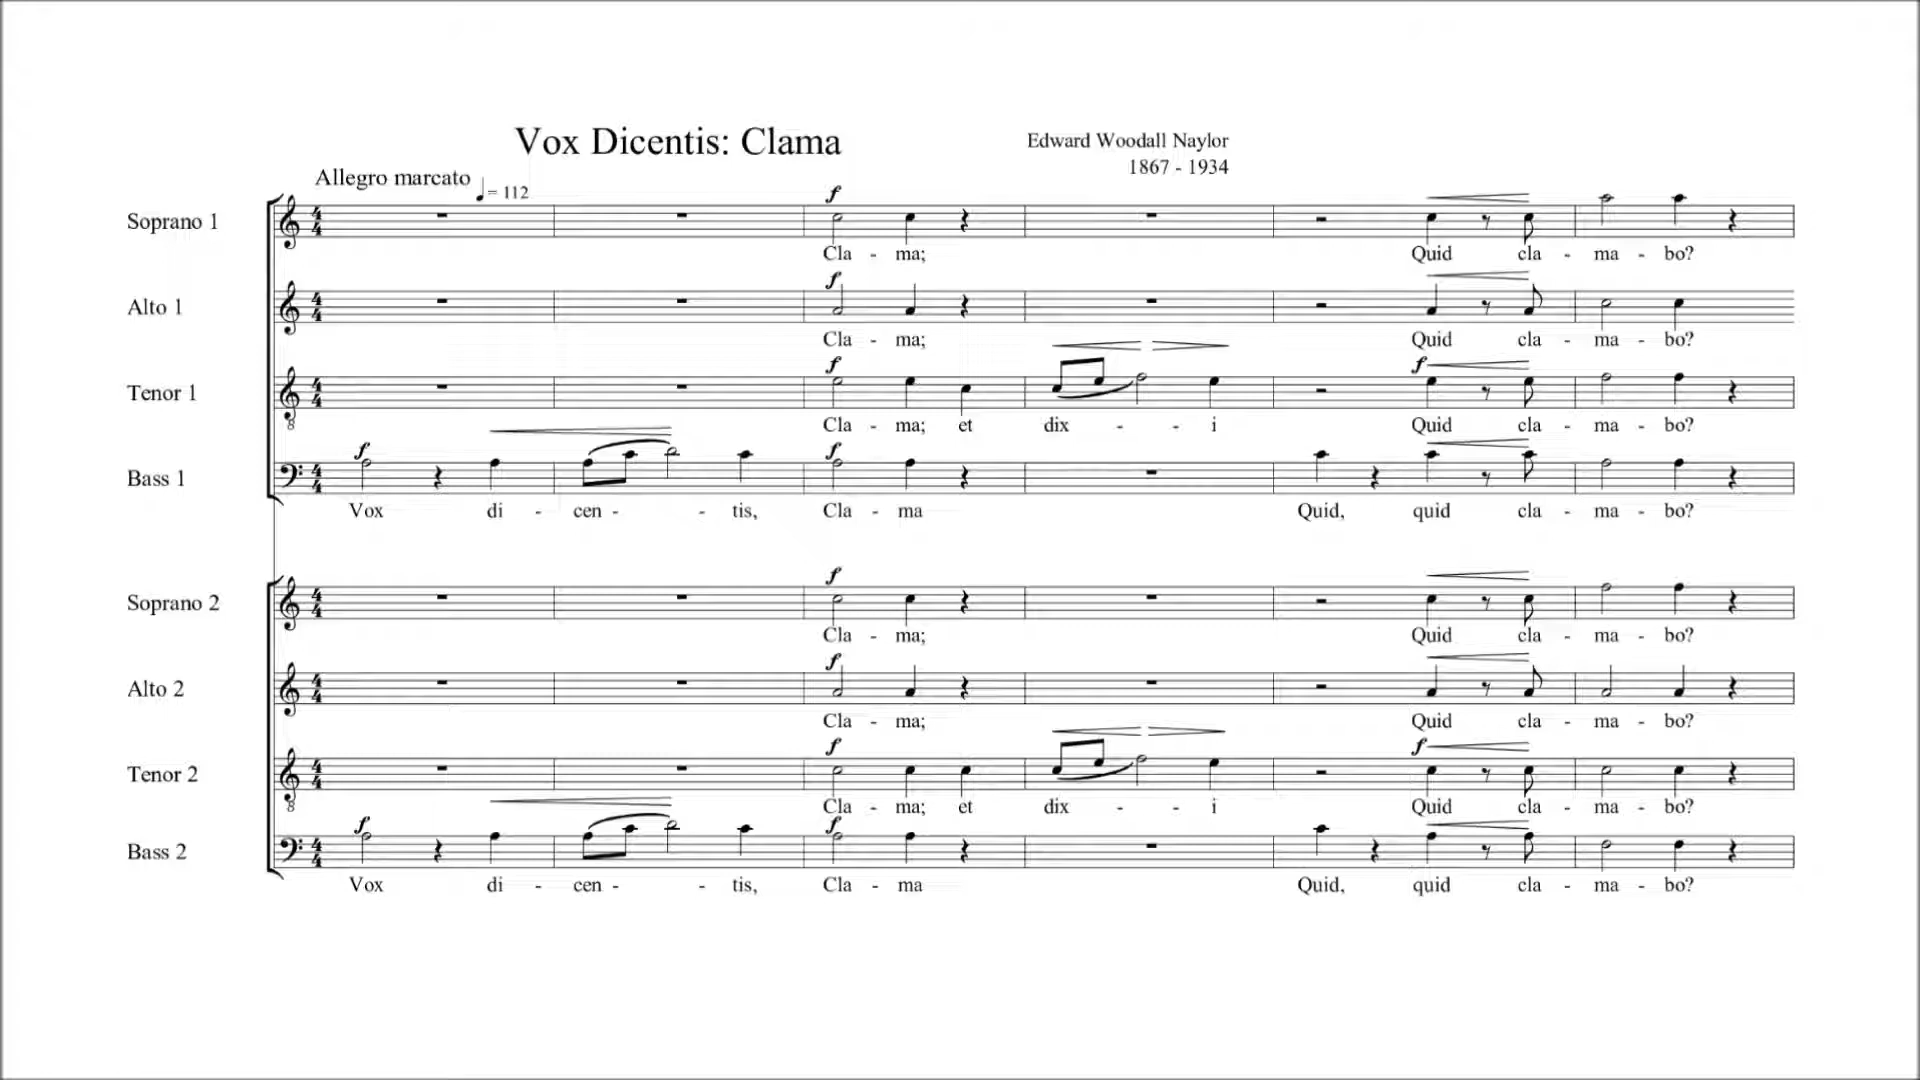 Vox Dicentis: Clama
Edward Woodall Naylor
1867 - 1934
Allegro marcato ♩ = 112
f
Soprano 1
Cla - ma; Quid cla - ma - bo?
f
Alto 1
Cla - ma; Quid cla - ma - bo?
f f
Tenor 1
Cla - ma; et dix - - i Quid cla - ma - bo?
f f
Bass 1
Vox di - cen - - tis, Cla - ma Quid, quid cla - ma - bo?
f
Soprano 2
Cla - ma; Quid cla - ma - bo?
f
Alto 2
Cla - ma; Quid cla - ma - bo?
f f
Tenor 2
Cla - ma; et dix - - i Quid cla - ma - bo?
f f
Bass 2
Vox di - cen - - tis, Cla - ma Quid, quid cla - ma - bo?